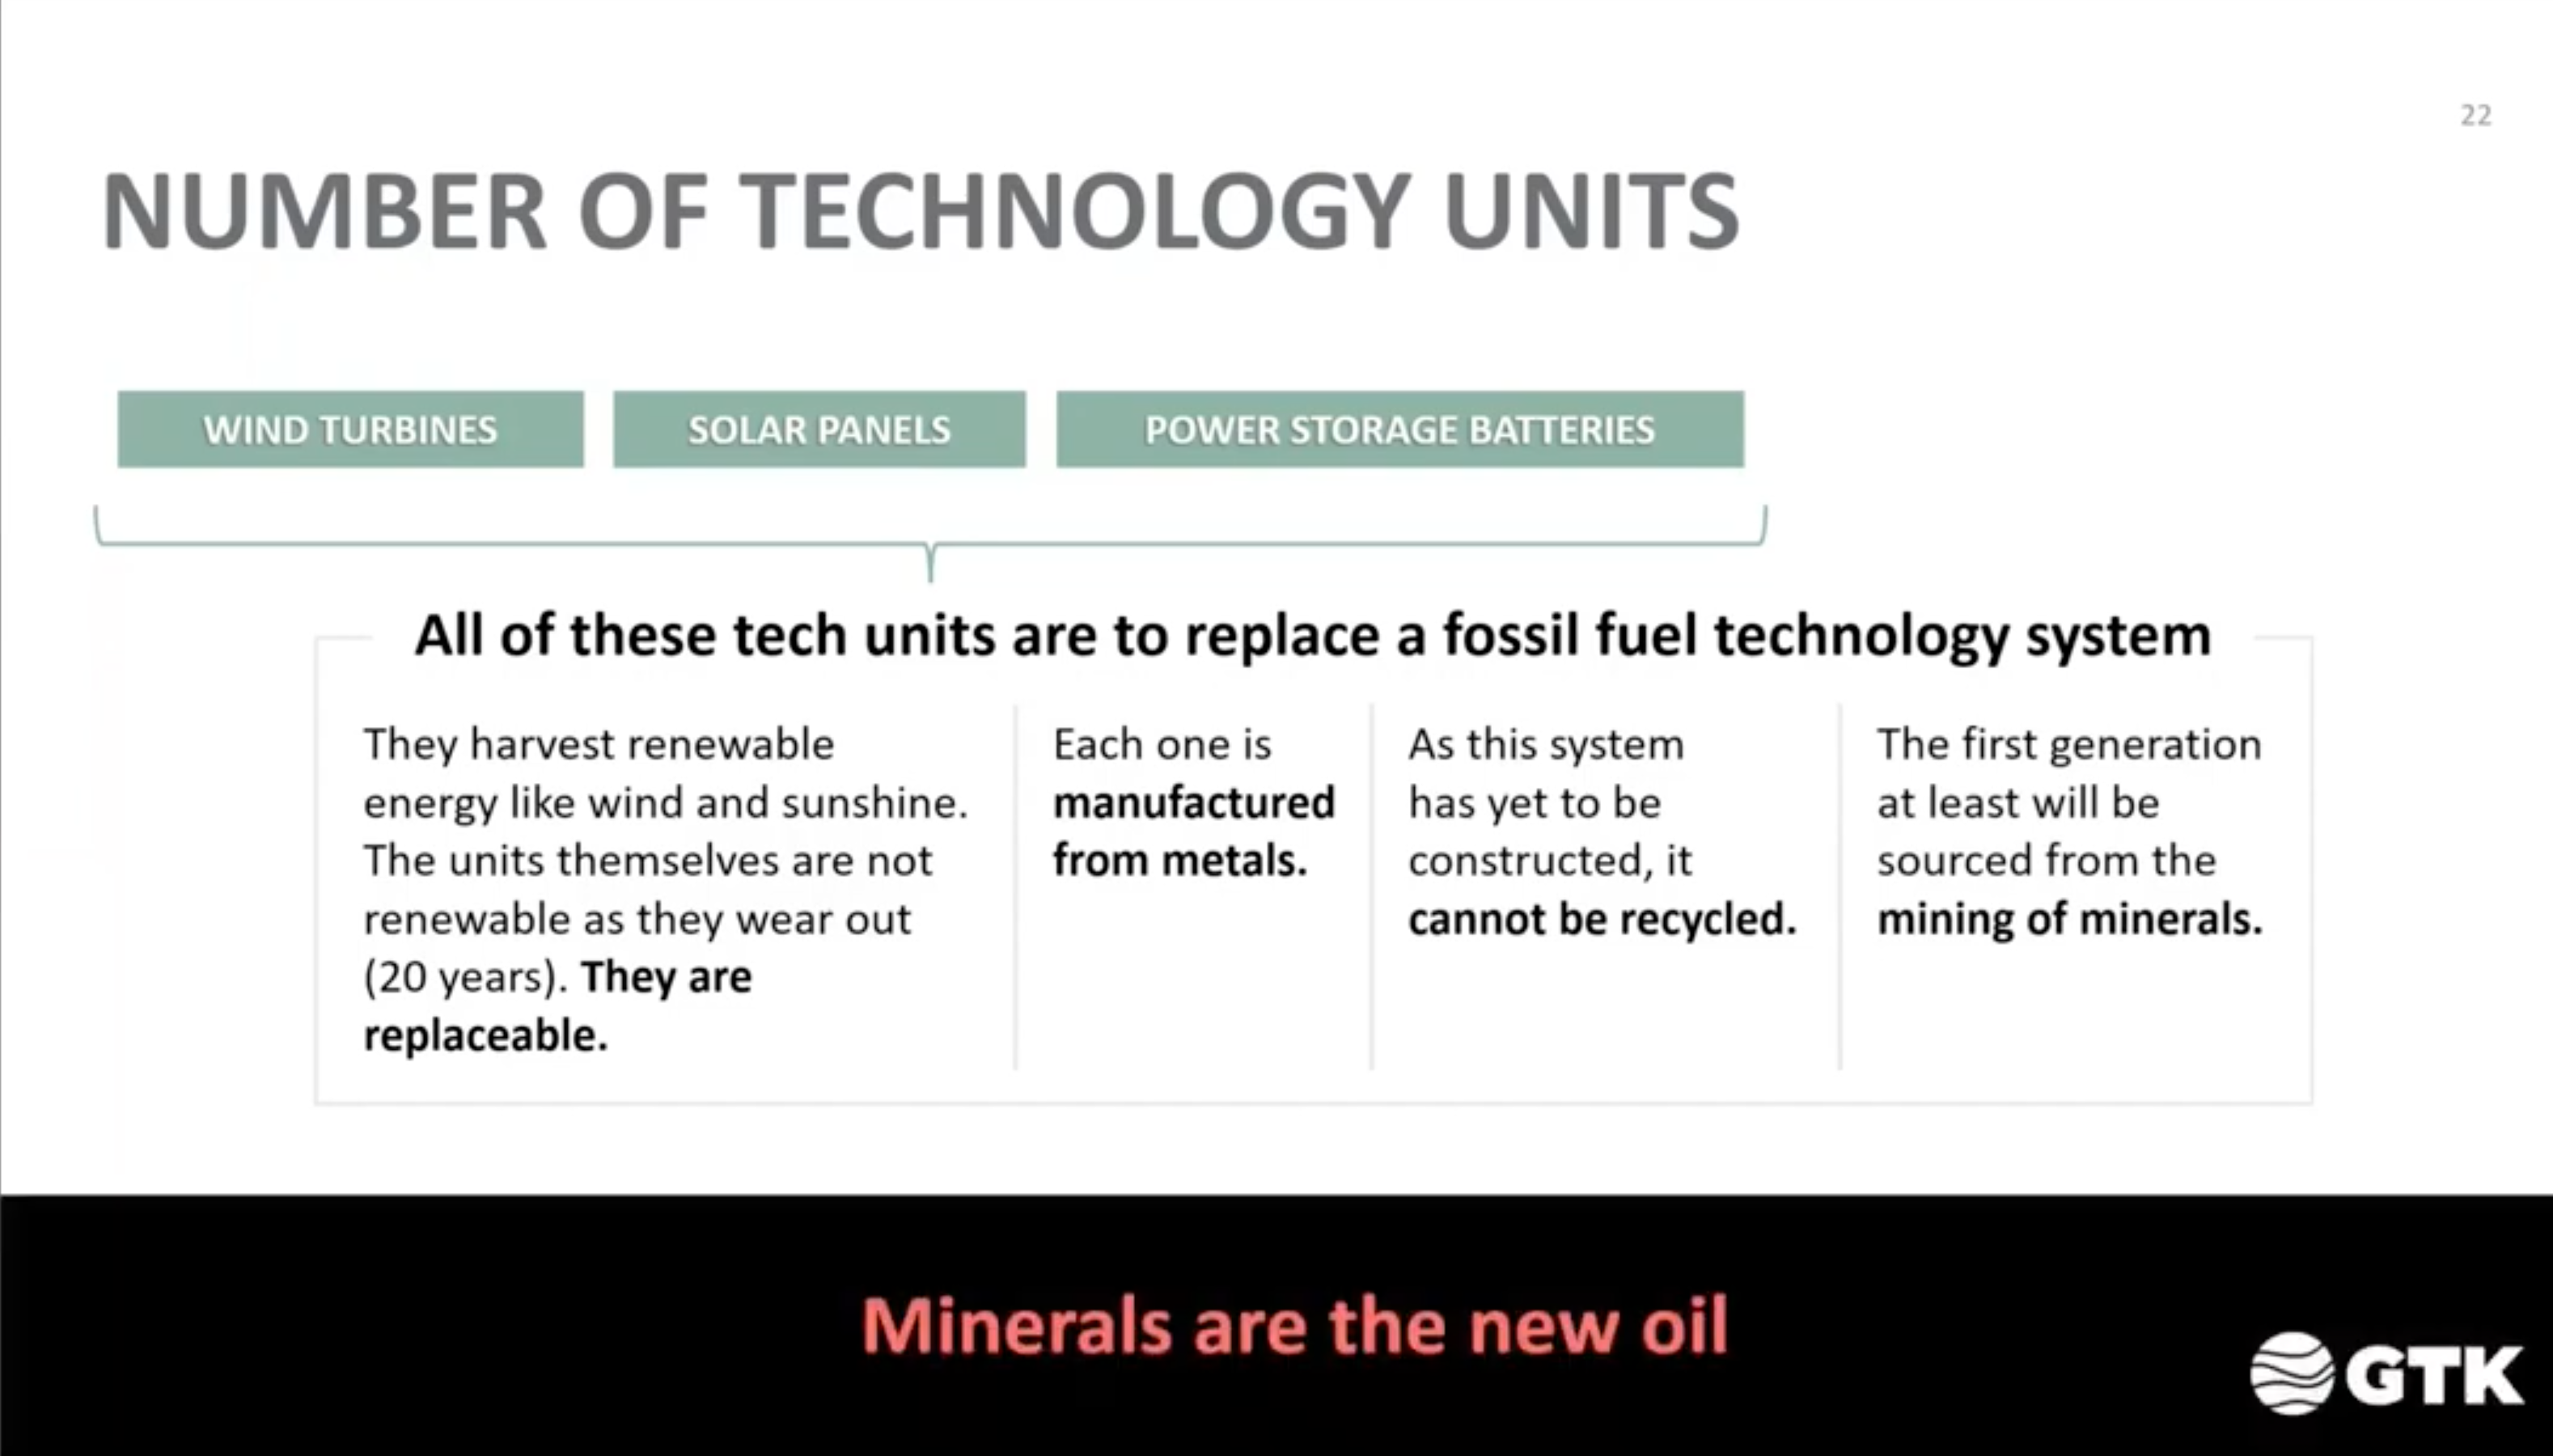 22
NUMBER OF TECHNOLOGY UNITS
WIND TURBINES
SOLAR PANELS
POWER STORAGE BATTERIES
All of these tech units are to replace a fossil fuel technology system
They harvest renewable
energy like wind and sunshine.
The units themselves are not
renewable as they wear out
(20 years). They are
replaceable.
Each one is
manufactured
from metals.
As this system
has yet to be
constructed, it
cannot be recycled.
The first generation
at least will be
sourced from the
mining of minerals.
Minerals are the new oil
GTK